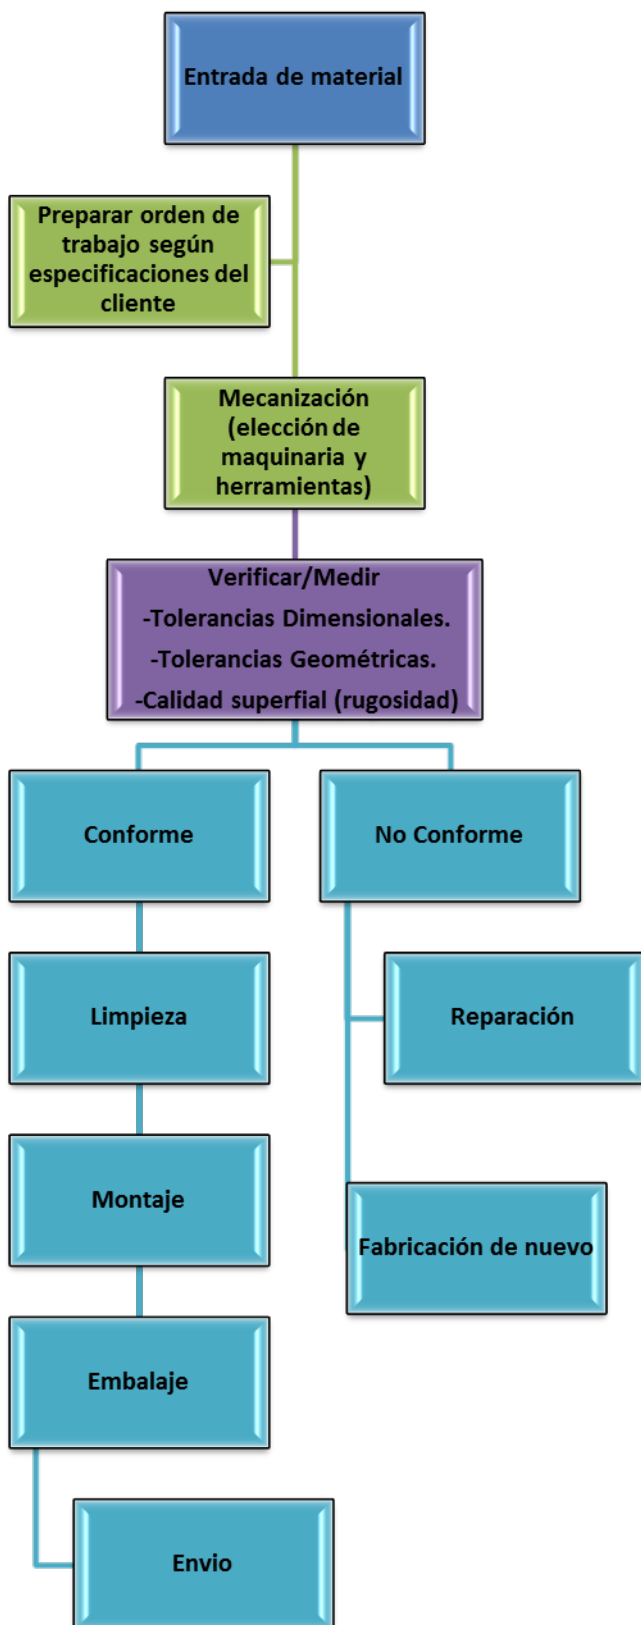 Entrada de material
Preparar orden de
trabajo según
especificaciones del
cliente
Mecanización
(elección de
maquinaria y
herramientas)
Verificar/Medir
-Tolerancias Dimensionales.
-Tolerancias Geométricas.
-Calidad superfial (rugosidad)
Conforme
No Conforme
Limpieza
Reparación
Montaje
Fabricación de nuevo
Embalaje
Envio